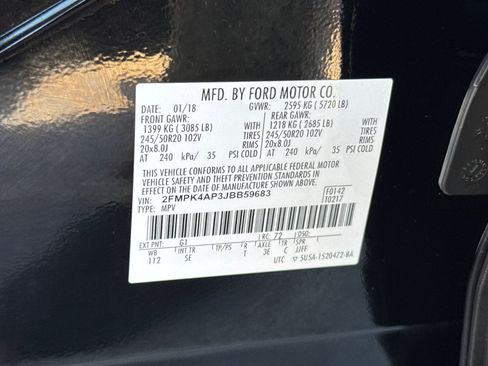 MFD. BY FORD MOTOR CO.
DATE: 01/18 GVWR: 2595 KG ( 5720 LB)
FRONT GAWR: REAR GAWR:
1399 KG ( 3085 LB) WITH 1218 KG ( 2685 LB) WITH
245/50R20 102V TIRES 245/50R20 102V TIRES
20x8.0J RIMS 20x8.0J RIMS
AT 240 kPa/ 35 PSI COLD AT 240 kPa/ 35 PSI COLD
THIS VEHICLE CONFORMS TO ALL APPLICABLE FEDERAL MOTOR
VEHICLE SAFETY AND THEFT PREVENTION STANDARDS IN EFFECT
ON THE DATE OF MANUFACTURE SHOWN ABOVE.
VIN: 2FMPK4AP3JBB59683 F0142
TYPE: MPV T0217
EXT PNT: G1 RC: 72 DSO:
WB INT TR TP/PS R AXLE TR SPR
112 SE T 3E C JJFF
UTC 5U5A-1520472-BA